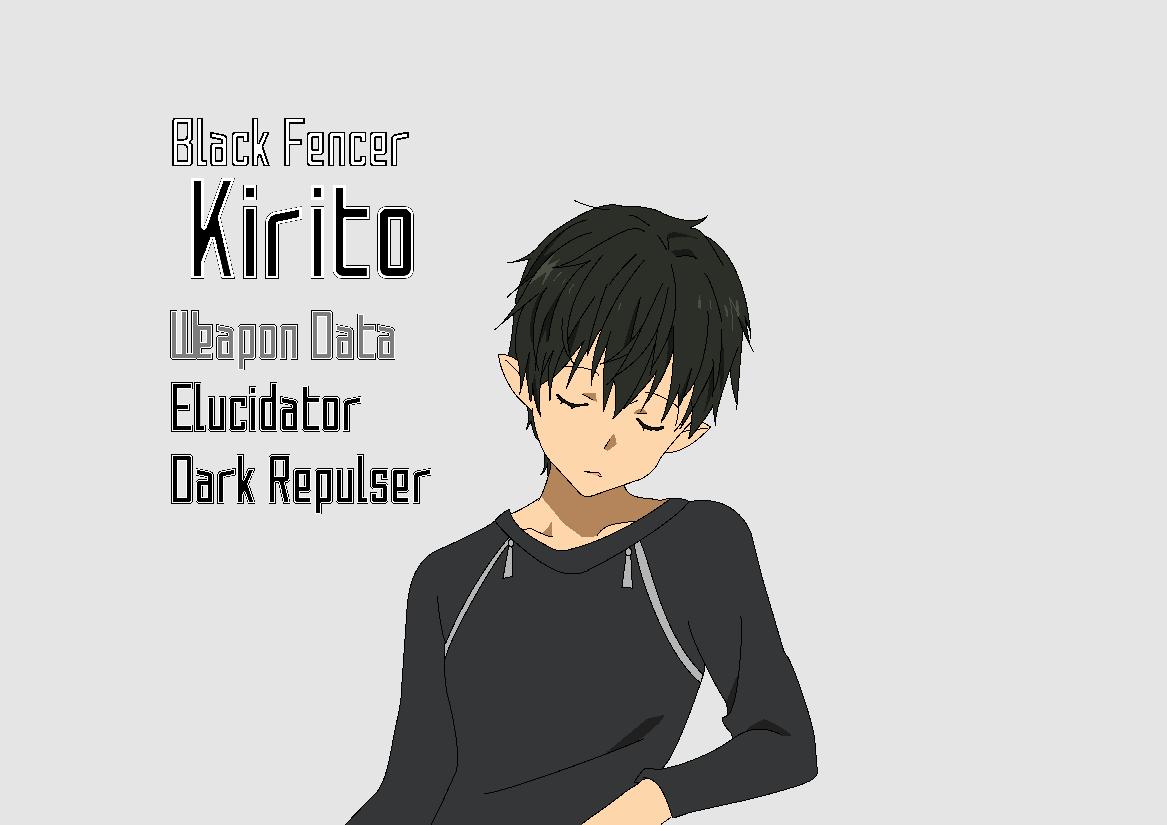 Black Fencer
Kirito
Weapon Data
Elucidator
Dark Repulser